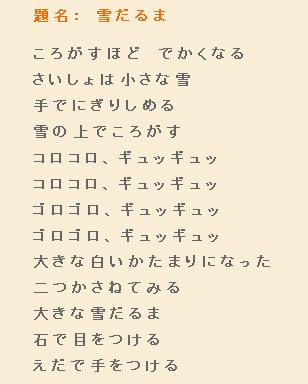 題名： 雪だるま
ころがすほど　でかくなる
さいしょは 小さな 雪
手でにぎりしめる
雪の 上でころがす
コロコロ、ギュッギュッ
コロコロ、ギュッギュッ
ゴロゴロ、ギュッギュッ
ゴロゴロ、ギュッギュッ
大きな 白いかたまりになった
二つかさねてみる
大きな 雪だるま
石で 目をつける
えだで 手をつける